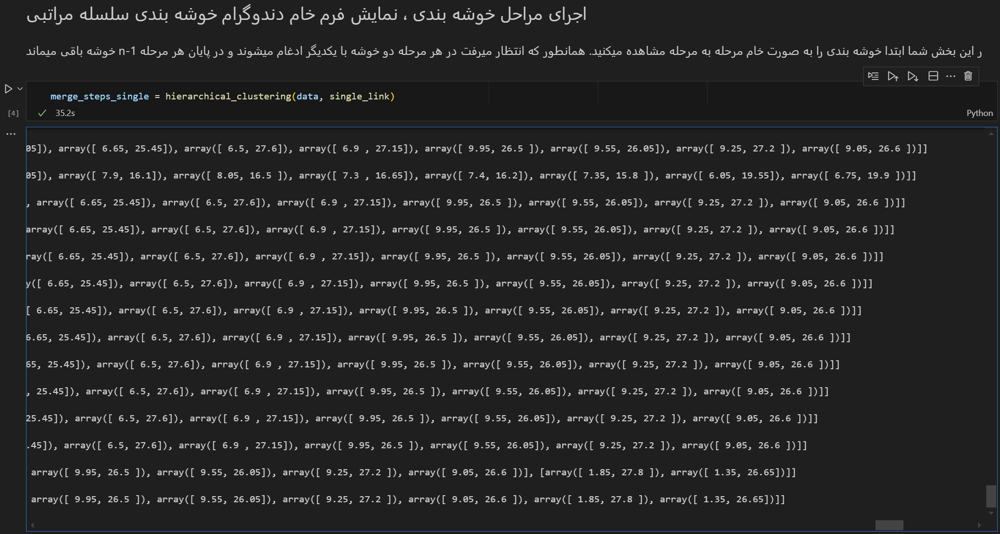 اجرای مراحل خوشه بندی ، نمایش فرم خام دندوگرام خوشه بندی سلسله مراتبی
ر این بخش شما ابتدا خوشه بندی را به صورت خام مرحله به مرحله مشاهده میکنید. همانطور که انتظار میرفت در هر مرحله دو خوشه با یکدیگر ادغام میشوند و در پایان هر مرحله n-1 خوشه باقی میماند
merge_steps_single = hierarchical_clustering(data, single_link)
[4] 35.2s Python
05]), array([ 6.65, 25.45]), array([ 6.5, 27.6]), array([ 6.9 , 27.15]), array([ 9.95, 26.5 ]), array([ 9.55, 26.05]), array([ 9.25, 27.2 ]), array([ 9.05, 26.6 ])]]
05]), array([ 7.9, 16.1]), array([ 8.05, 16.5 ]), array([ 7.3 , 16.65]), array([ 7.4, 16.2]), array([ 7.35, 15.8 ]), array([ 6.05, 19.55]), array([ 6.75, 19.9 ])]]
, array([ 6.65, 25.45]), array([ 6.5, 27.6]), array([ 6.9 , 27.15]), array([ 9.95, 26.5 ]), array([ 9.55, 26.05]), array([ 9.25, 27.2 ]), array([ 9.05, 26.6 ])]]
array([ 6.65, 25.45]), array([ 6.5, 27.6]), array([ 6.9 , 27.15]), array([ 9.95, 26.5 ]), array([ 9.55, 26.05]), array([ 9.25, 27.2 ]), array([ 9.05, 26.6 ])]]
ray([ 6.65, 25.45]), array([ 6.5, 27.6]), array([ 6.9 , 27.15]), array([ 9.95, 26.5 ]), array([ 9.55, 26.05]), array([ 9.25, 27.2 ]), array([ 9.05, 26.6 ])]]
y([ 6.65, 25.45]), array([ 6.5, 27.6]), array([ 6.9 , 27.15]), array([ 9.95, 26.5 ]), array([ 9.55, 26.05]), array([ 9.25, 27.2 ]), array([ 9.05, 26.6 ])]]
[ 6.65, 25.45]), array([ 6.5, 27.6]), array([ 6.9 , 27.15]), array([ 9.95, 26.5 ]), array([ 9.55, 26.05]), array([ 9.25, 27.2 ]), array([ 9.05, 26.6 ])]]
6.65, 25.45]), array([ 6.5, 27.6]), array([ 6.9 , 27.15]), array([ 9.95, 26.5 ]), array([ 9.55, 26.05]), array([ 9.25, 27.2 ]), array([ 9.05, 26.6 ])]]
65, 25.45]), array([ 6.5, 27.6]), array([ 6.9 , 27.15]), array([ 9.95, 26.5 ]), array([ 9.55, 26.05]), array([ 9.25, 27.2 ]), array([ 9.05, 26.6 ])]]
, 25.45]), array([ 6.5, 27.6]), array([ 6.9 , 27.15]), array([ 9.95, 26.5 ]), array([ 9.55, 26.05]), array([ 9.25, 27.2 ]), array([ 9.05, 26.6 ])]]
25.45]), array([ 6.5, 27.6]), array([ 6.9 , 27.15]), array([ 9.95, 26.5 ]), array([ 9.55, 26.05]), array([ 9.25, 27.2 ]), array([ 9.05, 26.6 ])]]
.45]), array([ 6.5, 27.6]), array([ 6.9 , 27.15]), array([ 9.95, 26.5 ]), array([ 9.55, 26.05]), array([ 9.25, 27.2 ]), array([ 9.05, 26.6 ])]]
array([ 9.95, 26.5 ]), array([ 9.55, 26.05]), array([ 9.25, 27.2 ]), array([ 9.05, 26.6 ])], [array([ 1.85, 27.8 ]), array([ 1.35, 26.65])]]
array([ 9.95, 26.5 ]), array([ 9.55, 26.05]), array([ 9.25, 27.2 ]), array([ 9.05, 26.6 ]), array([ 1.85, 27.8 ]), array([ 1.35, 26.65])]]